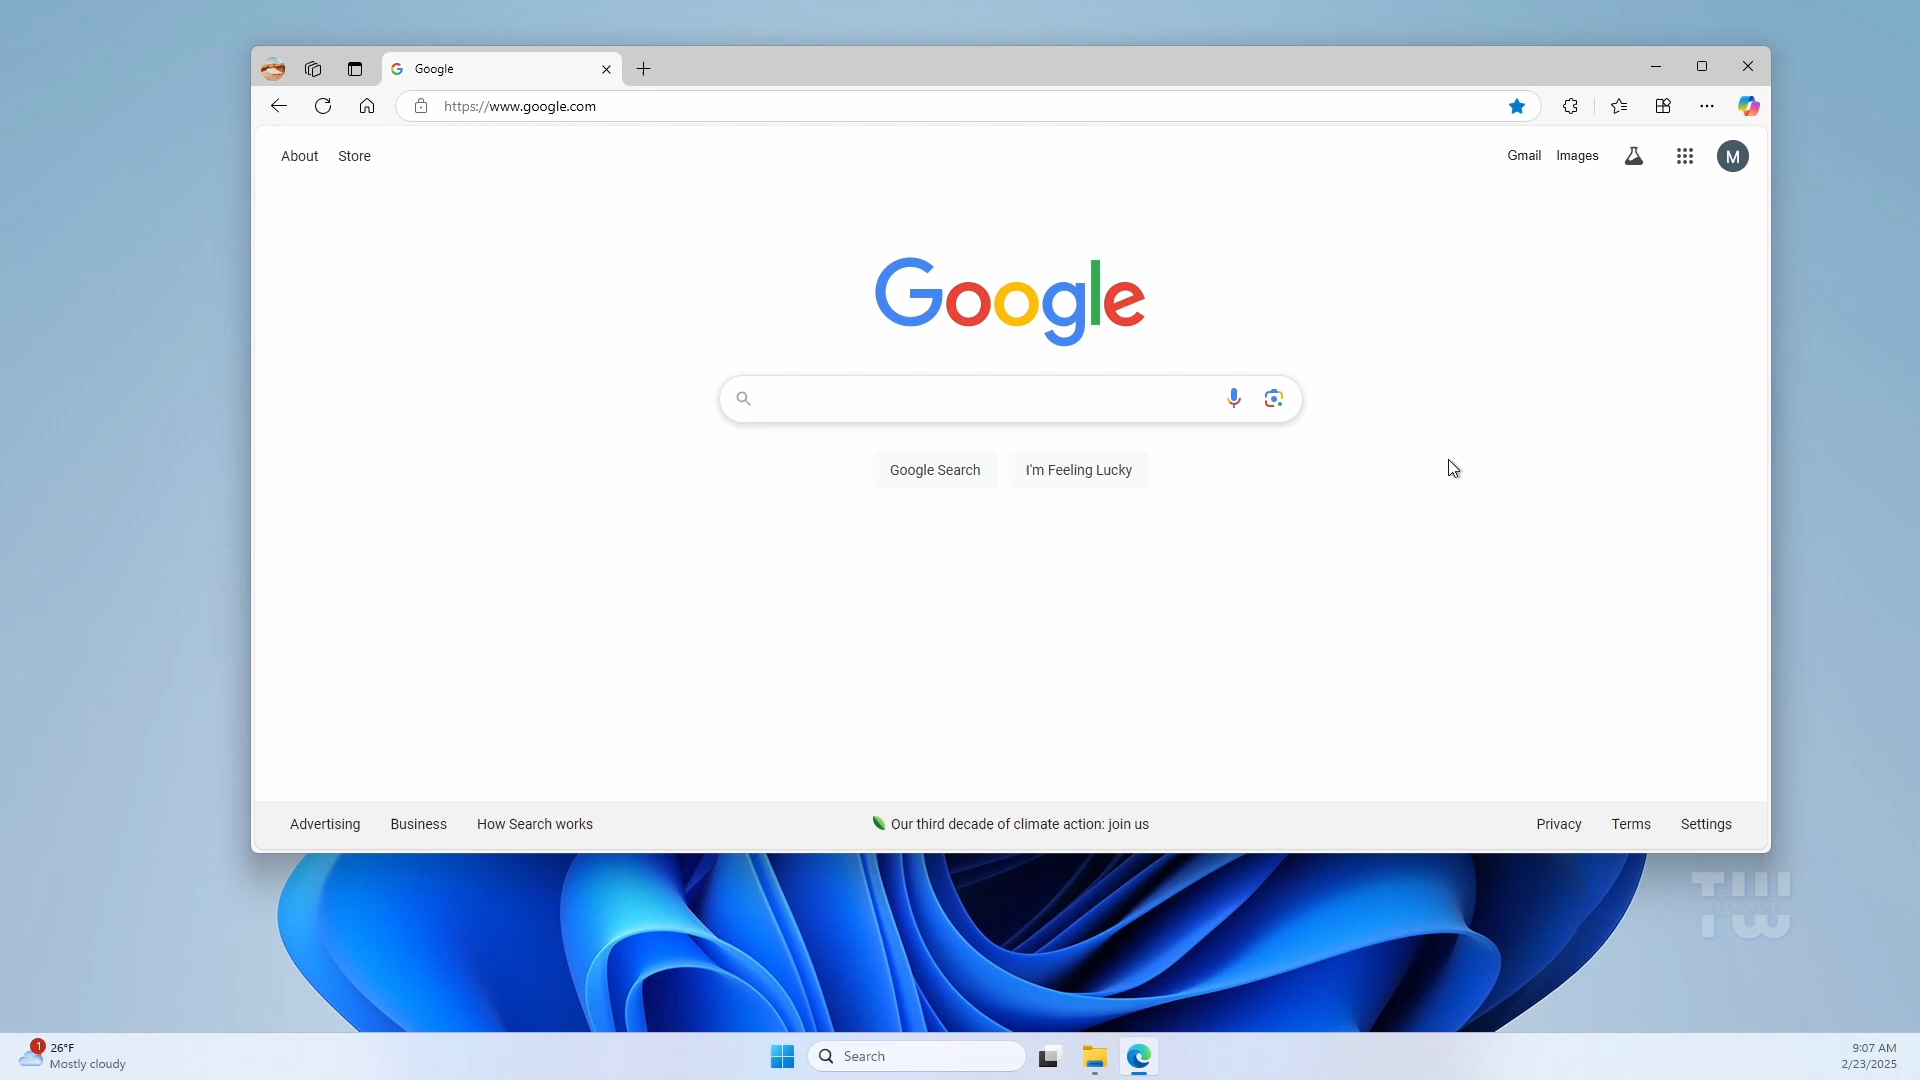 Google
https://www.google.com
About Store
Gmail Images
M
Google
Google Search I'm Feeling Lucky
Advertising Business How Search works
Our third decade of climate action: join us
Privacy Terms Settings
TW
1
26°F
Mostly cloudy
Search
9:07 AM
2/23/2025